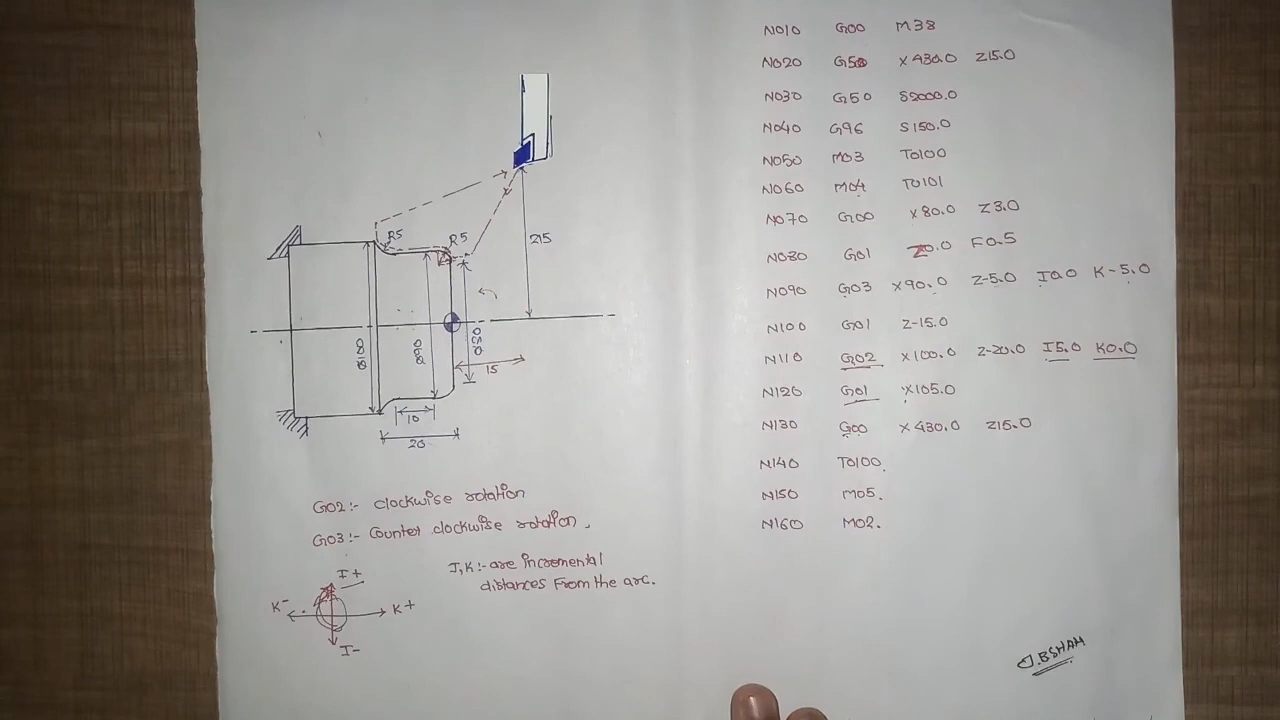 R5
R5
215
Ø100
Ø90
Ø80
15
10
20
G02:- clockwise rotation
G03:- Counter clockwise rotation.
I+
K-
K+
I-
I,K:- are incremental
distances From the arc.
N010 G00 M38
N020 G50 X430.0 Z15.0
N030 G50 S2000.0
N040 G96 S150.0
N050 M03 T0100
N060 M04 T0101
N070 G00 X80.0 Z3.0
N080 G01 Z0.0 F0.5
N090 G03 X90.0 Z-5.0 I0.0 K-5.0
N100 G01 Z-15.0
N110 G02 X100.0 Z-20.0 I5.0 K0.0
N120 G01 X105.0
N130 G00 X430.0 Z15.0
N140 T0100.
N150 M05.
N160 M02.
J.BSHAM